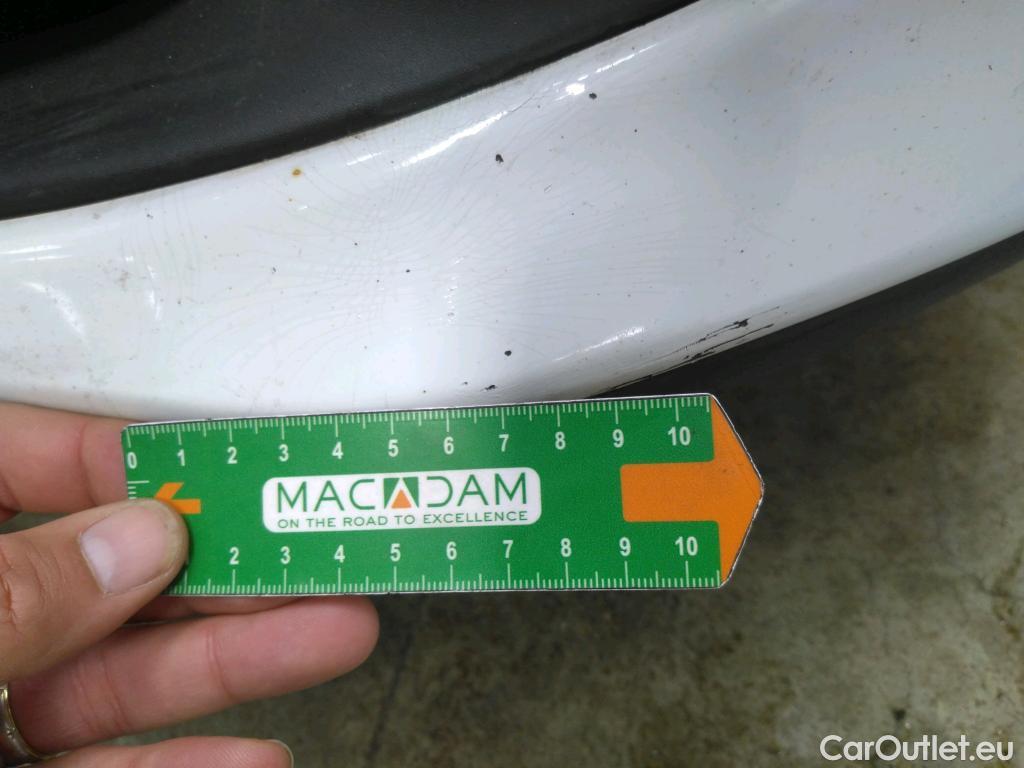 0 1 2 3 4 5 6 7 8 9 10
MACADAM
ON THE ROAD TO EXCELLENCE
2 3 4 5 6 7 8 9 10
CarOutlet.eu